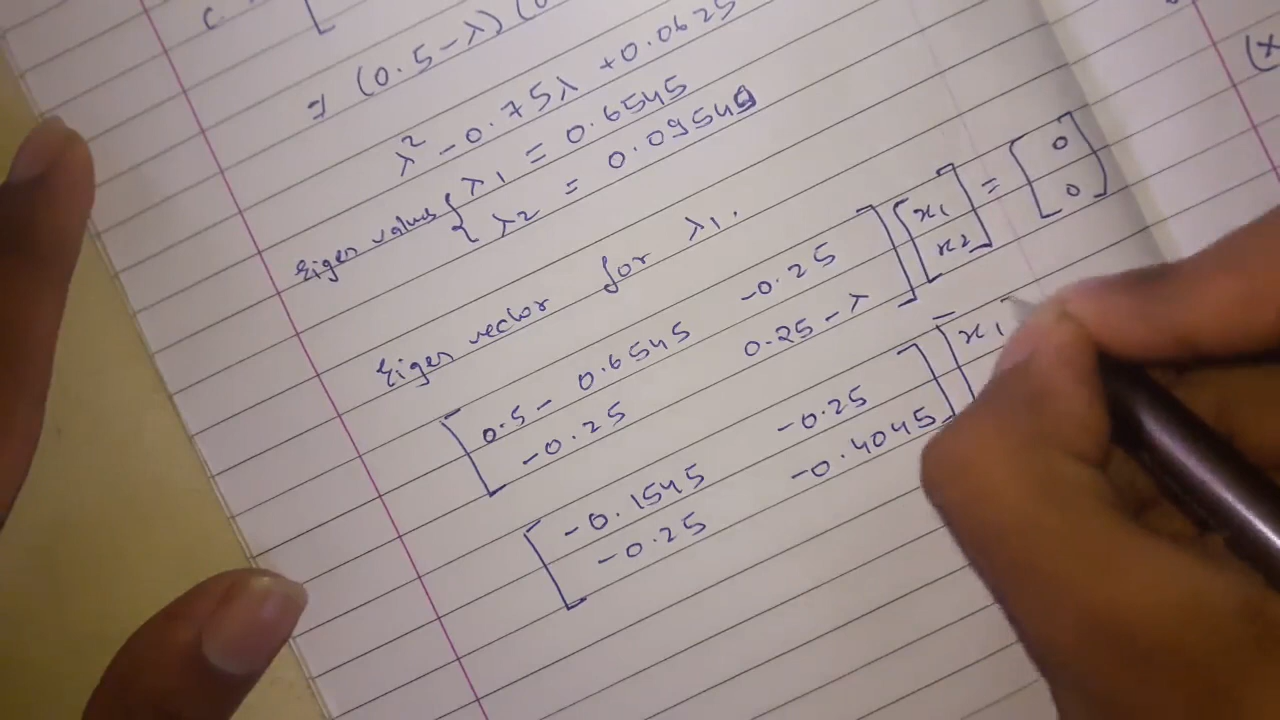 ⇒ (0.5-λ)(0
λ² - 0.75λ + 0.0625
Eigen values { λ1 = 0.6545
λ2 = 0.09549
Eigen vector for λ1.
[ 0.5 - 0.6545 -0.25 ] [ x1 ] = [ 0 ]
[ -0.25 0.25 - λ ] [ x2 ] [ 0 ]
[ -0.1545 -0.25 ] [ x1
[ -0.25 -0.4045 ]